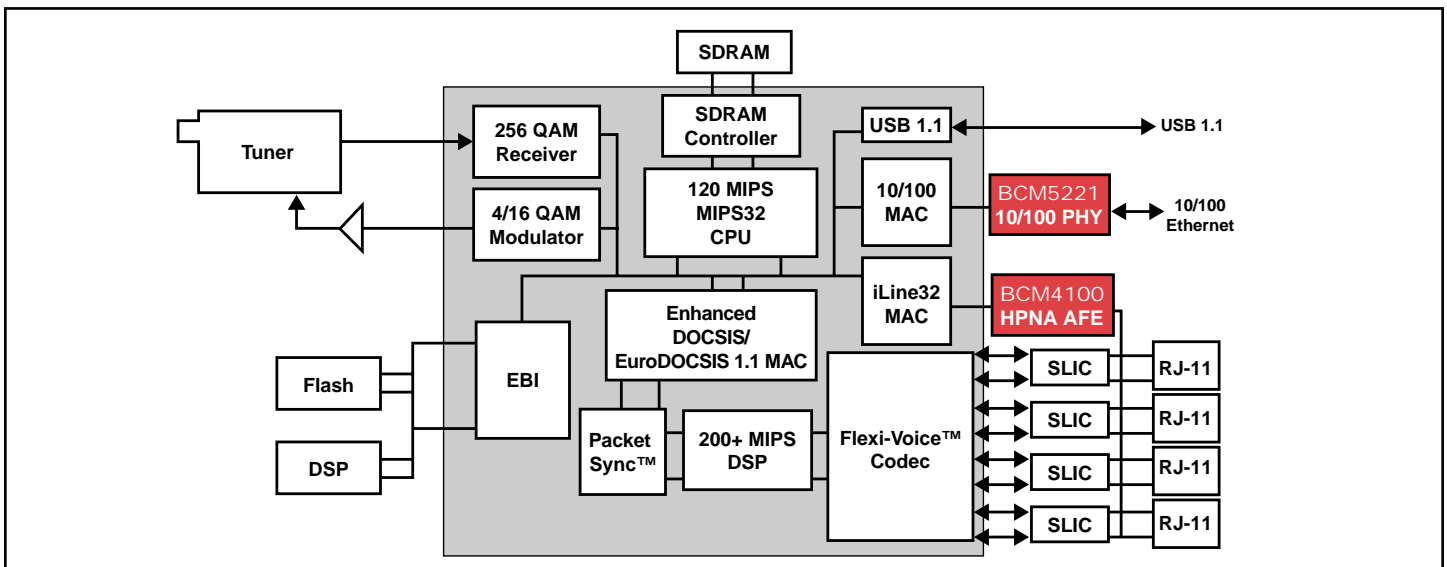 SDRAM
Tuner
256 QAM
Receiver
SDRAM
Controller
USB 1.1
USB 1.1
4/16 QAM
Modulator
120 MIPS
MIPS32
CPU
10/100
MAC
BCM5221
10/100 PHY
10/100
Ethernet
Enhanced
DOCSIS/
EuroDOCSIS 1.1 MAC
iLine32
MAC
BCM4100
HPNA AFE
Flash
DSP
EBI
Packet
Sync™
200+ MIPS
DSP
Flexi-Voice™
Codec
SLIC
RJ-11
SLIC
RJ-11
SLIC
RJ-11
SLIC
RJ-11